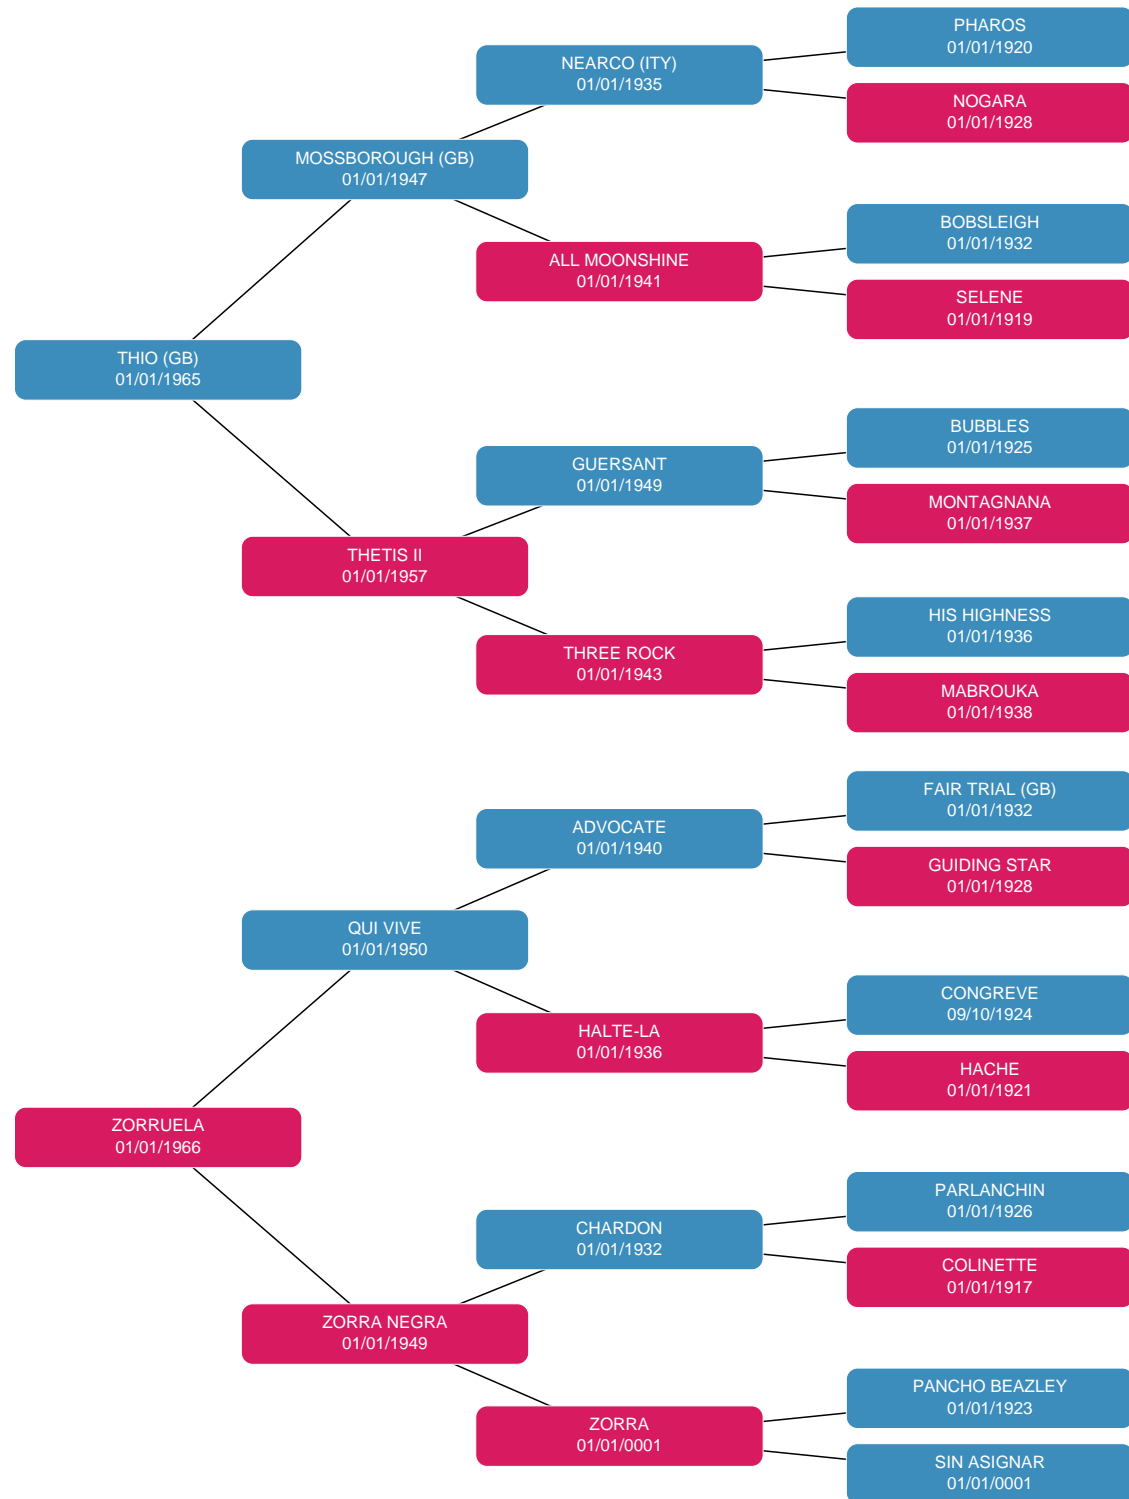 PHAROS
01/01/1920
NEARCO (ITY)
01/01/1935
NOGARA
01/01/1928
MOSSBOROUGH (GB)
01/01/1947
BOBSLEIGH
01/01/1932
ALL MOONSHINE
01/01/1941
SELENE
01/01/1919
THIO (GB)
01/01/1965
BUBBLES
01/01/1925
GUERSANT
01/01/1949
MONTAGNANA
01/01/1937
THETIS II
01/01/1957
HIS HIGHNESS
01/01/1936
THREE ROCK
01/01/1943
MABROUKA
01/01/1938
FAIR TRIAL (GB)
01/01/1932
ADVOCATE
01/01/1940
GUIDING STAR
01/01/1928
QUI VIVE
01/01/1950
CONGREVE
09/10/1924
HALTE-LA
01/01/1936
HACHE
01/01/1921
ZORRUELA
01/01/1966
PARLANCHIN
01/01/1926
CHARDON
01/01/1932
COLINETTE
01/01/1917
ZORRA NEGRA
01/01/1949
PANCHO BEAZLEY
01/01/1923
ZORRA
01/01/0001
SIN ASIGNAR
01/01/0001